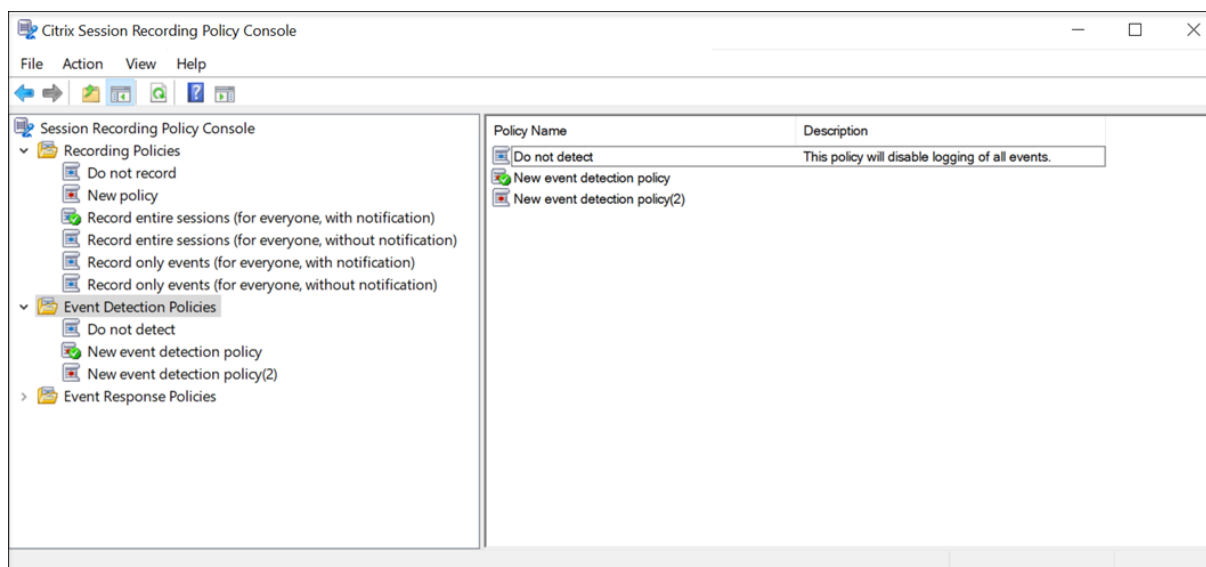 Citrix Session Recording Policy Console
File Action View Help
Session Recording Policy Console
Recording Policies
Do not record
New policy
Record entire sessions (for everyone, with notification)
Record entire sessions (for everyone, without notification)
Record only events (for everyone, with notification)
Record only events (for everyone, without notification)
Event Detection Policies
Do not detect
New event detection policy
New event detection policy(2)
Event Response Policies
Policy Name Description
Do not detect This policy will disable logging of all events.
New event detection policy
New event detection policy(2)